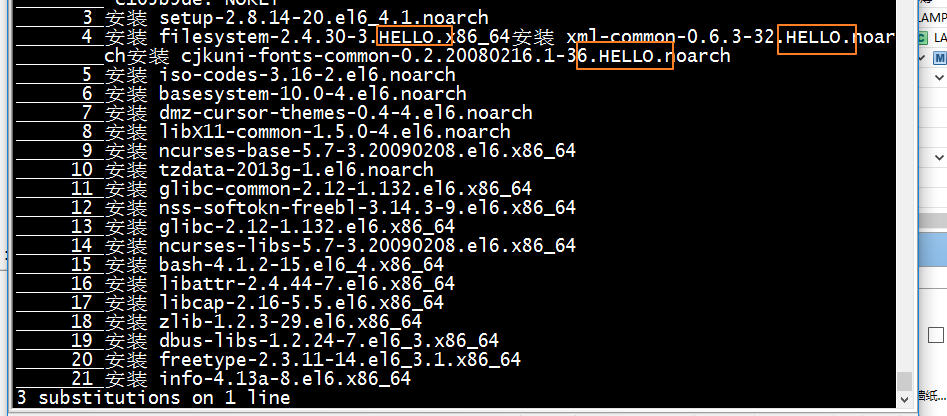 3 安装 setup-2.8.14-20.el6_4.1.noarch
4 安装 filesystem-2.4.30-3.HELLO.x86_64安装 xml-common-0.6.3-32.HELLO.noar
ch安装 cjkuni-fonts-common-0.2.20080216.1-36.HELLO.noarch
5 安装 iso-codes-3.16-2.el6.noarch
6 安装 basesystem-10.0-4.el6.noarch
7 安装 dmz-cursor-themes-0.4-4.el6.noarch
8 安装 libX11-common-1.5.0-4.el6.noarch
9 安装 ncurses-base-5.7-3.20090208.el6.x86_64
10 安装 tzdata-2013g-1.el6.noarch
11 安装 glibc-common-2.12-1.132.el6.x86_64
12 安装 nss-softokn-freebl-3.14.3-9.el6.x86_64
13 安装 glibc-2.12-1.132.el6.x86_64
14 安装 ncurses-libs-5.7-3.20090208.el6.x86_64
15 安装 bash-4.1.2-15.el6_4.x86_64
16 安装 libattr-2.4.44-7.el6.x86_64
17 安装 libcap-2.16-5.5.el6.x86_64
18 安装 zlib-1.2.3-29.el6.x86_64
19 安装 dbus-libs-1.2.24-7.el6_3.x86_64
20 安装 freetype-2.3.11-14.el6_3.1.x86_64
21 安装 info-4.13a-8.el6.x86_64
3 substitutions on 1 line
LAMP
LA
M
墙纸...